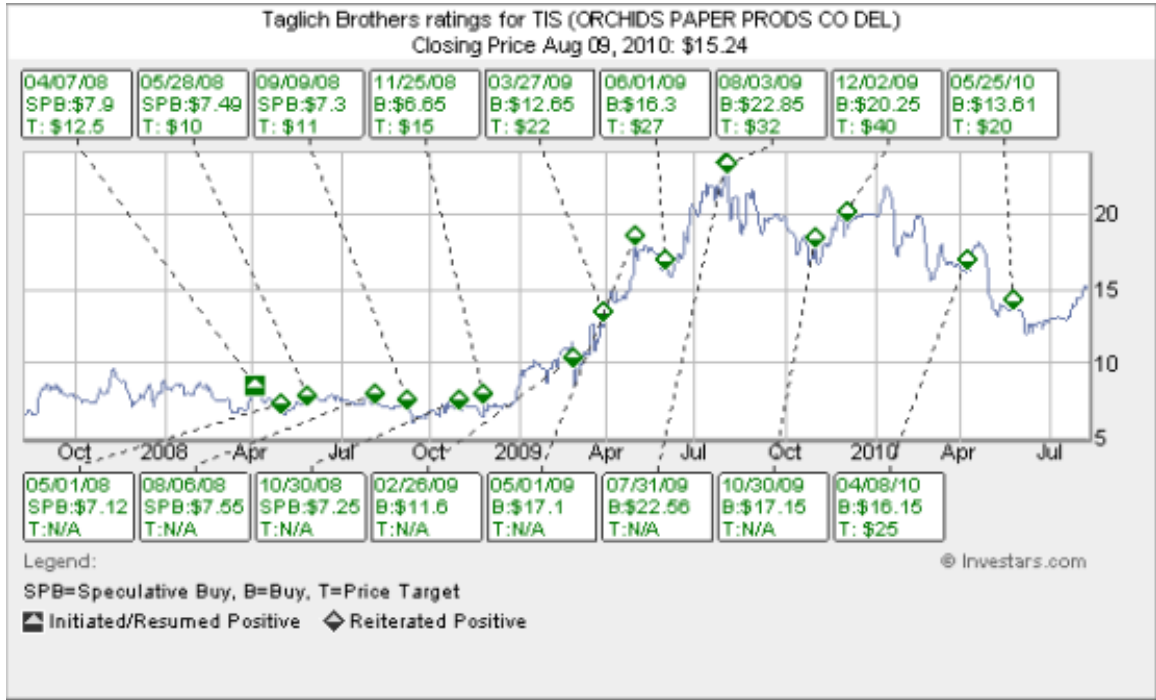 Taglich Brothers ratings for TIS (ORCHIDS PAPER PRODS CO DEL)
Closing Price Aug 09, 2010: $15.24
04/07/08
SPB:$7.9
T: $12.5
05/28/08
SPB:$7.49
T: $10
09/09/08
SPB:$7.3
T: $11
11/25/08
B:$6.65
T: $15
03/27/09
B:$12.65
T: $22
06/01/09
B:$16.3
T: $27
08/03/09
B:$22.85
T: $32
12/02/09
B:$20.25
T: $40
05/25/10
B:$13.61
T: $20
20
15
10
5
Oct 2008 Apr Jul Oct 2009 Apr Jul Oct 2010 Apr Jul
05/01/08
SPB:$7.12
T:N/A
08/06/08
SPB:$7.55
T:N/A
10/30/08
SPB:$7.25
T:N/A
02/26/09
B:$11.6
T:N/A
05/01/09
B:$17.1
T:N/A
07/31/09
B:$22.56
T:N/A
10/30/09
B:$17.15
T:N/A
04/08/10
B:$16.15
T: $25
Legend:
© Investars.com
SPB=Speculative Buy, B=Buy, T=Price Target
Initiated/Resumed Positive Reiterated Positive